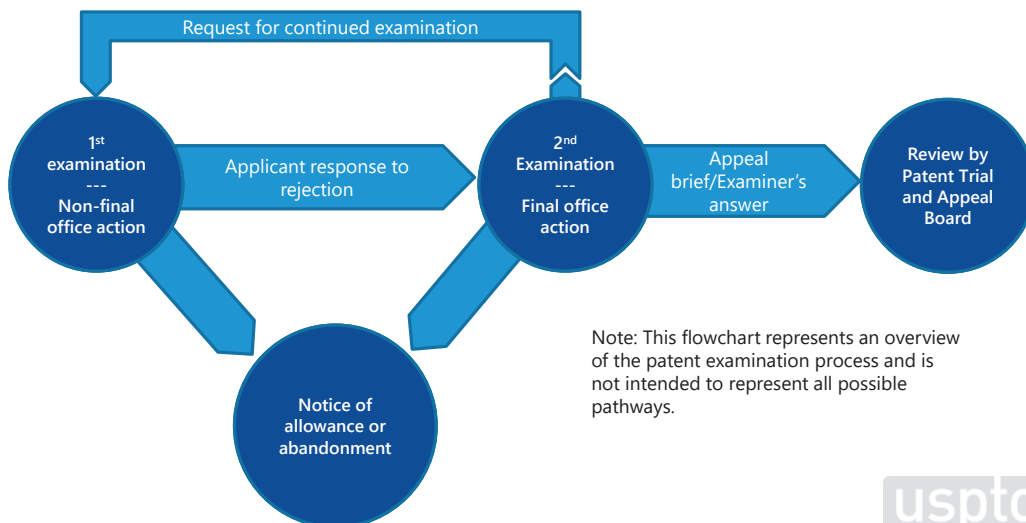 Request for continued examination
1st
examination
---
Non-final
office action
Applicant response to
rejection
2nd
Examination
---
Final office
action
Appeal
brief/Examiner's
answer
Review by
Patent Trial
and Appeal
Board
Notice of
allowance or
abandonment
Note: This flowchart represents an overview
of the patent examination process and is
not intended to represent all possible
pathways.
uspto